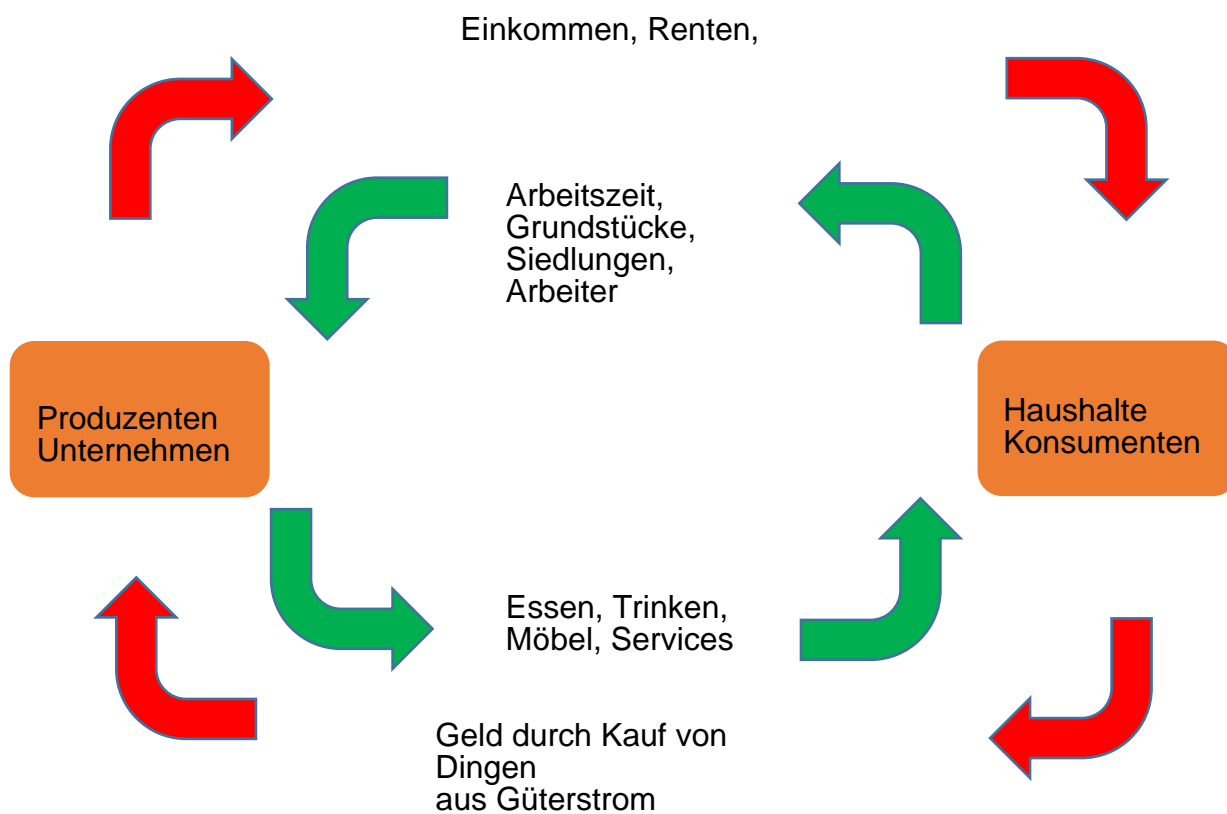 Einkommen, Renten,
Arbeitszeit,
Grundstücke,
Siedlungen,
Arbeiter
Produzenten
Unternehmen
Haushalte
Konsumenten
Essen, Trinken,
Möbel, Services
Geld durch Kauf von
Dingen
aus Güterstrom